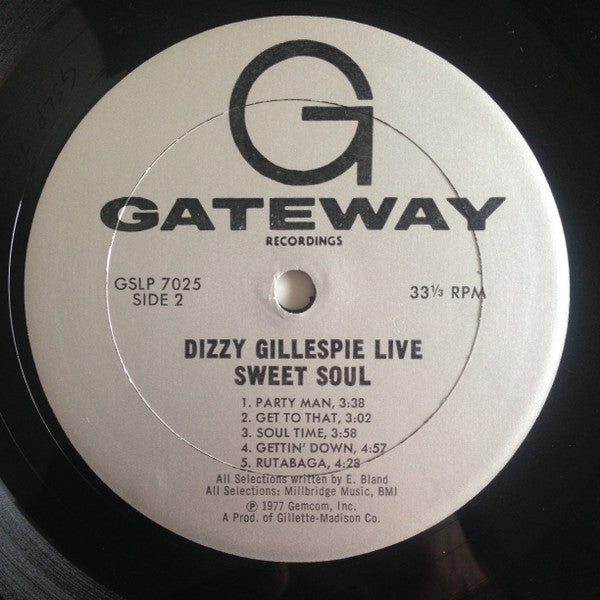 G
GATEWAY
RECORDINGS
GSLP 7025
SIDE 2
33⅓ RPM
DIZZY GILLESPIE LIVE
SWEET SOUL
1. PARTY MAN, 3:38
2. GET TO THAT, 3:02
3. SOUL TIME, 3:58
4. GETTIN' DOWN, 4:57
5. RUTABAGA, 4:28
All Selections written by E. Bland
All Selections: Millbridge Music, BMI
℗ 1977 Gemcom, Inc.
A Prod. of Gillette-Madison Co.